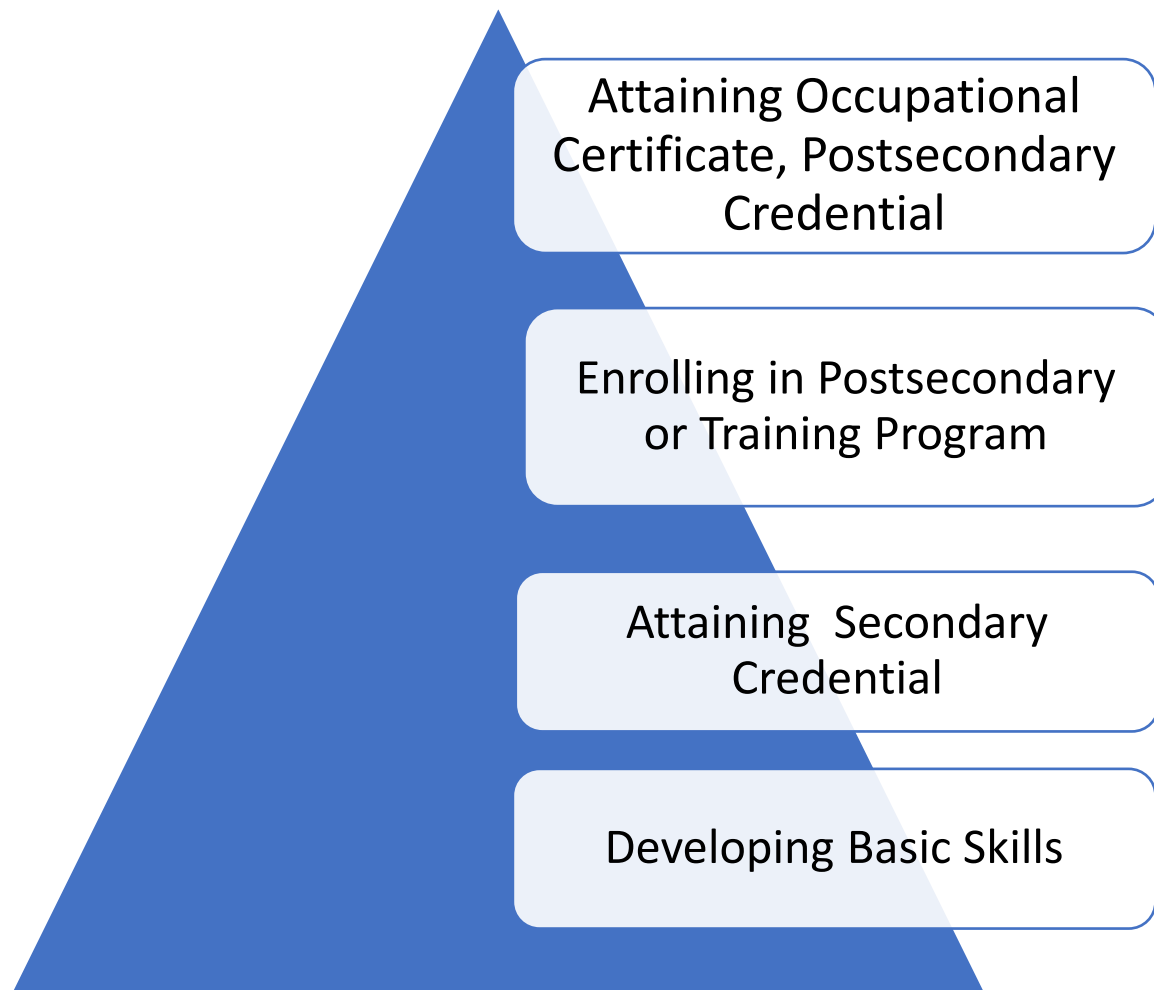 Attaining Occupational
Certificate, Postsecondary
Credential
Enrolling in Postsecondary
or Training Program
Attaining  Secondary
Credential
Developing Basic Skills